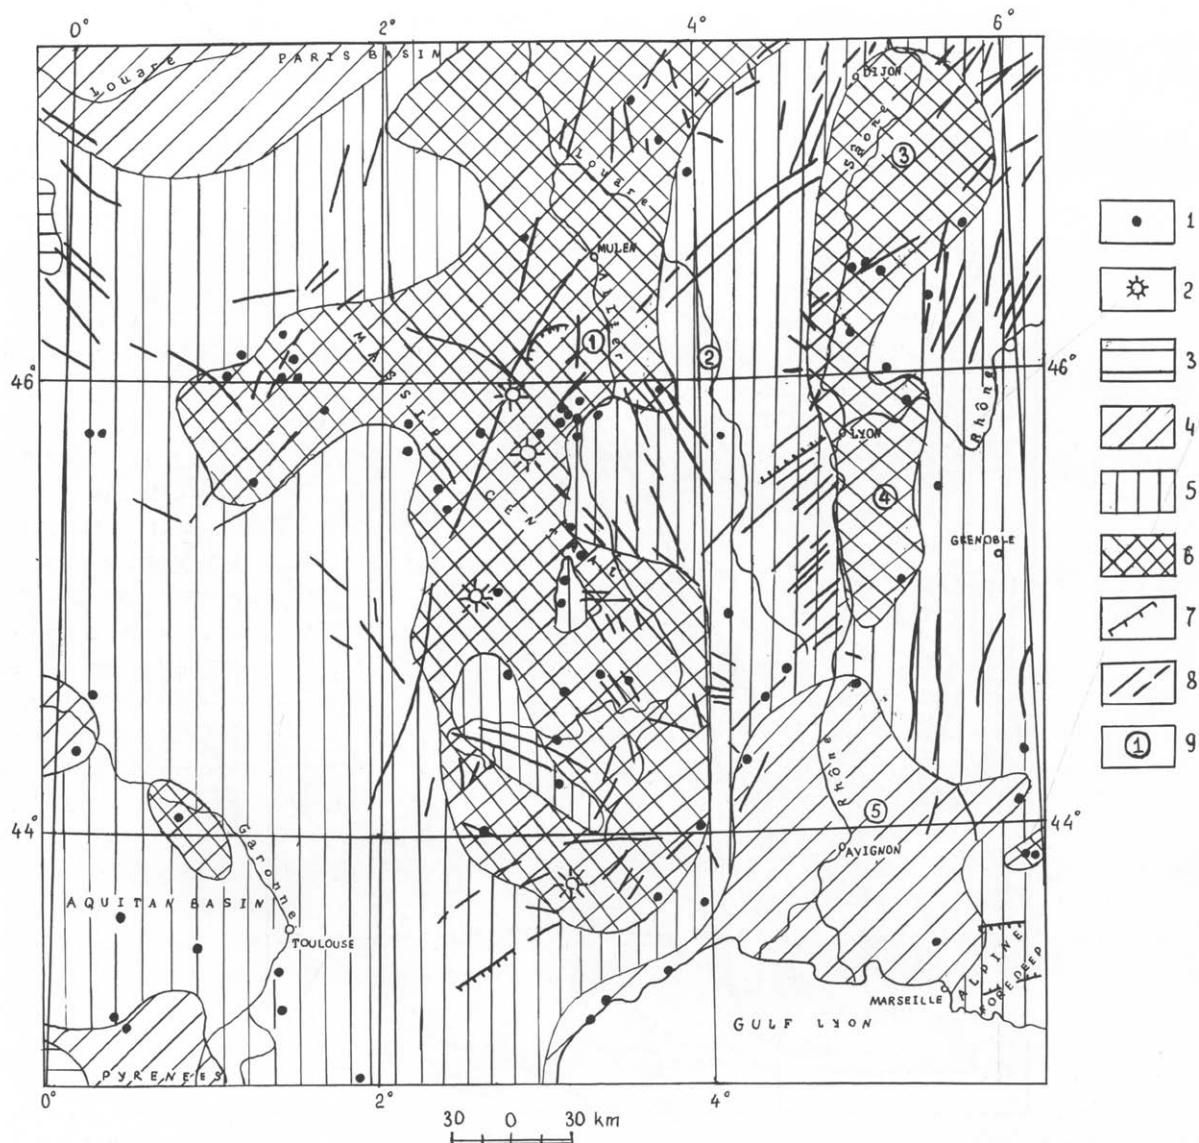 0° 2° 4° 6°
Louare
PARIS BASIN
DIJON
Saone
3
Louare
MULEN
Allier
1
2
MASSIF CENTRAL
46° 46°
Rhône
LYON
4
GRENOBLE
Rhône
5
44° 44°
AVIGNON
Garonne
AQUITAN BASIN
TOULOUSE
ALPINE
FOREDEEP
MARSEILLE
GULF LYON
PYRENEES
0° 2° 4°
30 0 30 km
1
2
3
4
5
6
7
8
1 9